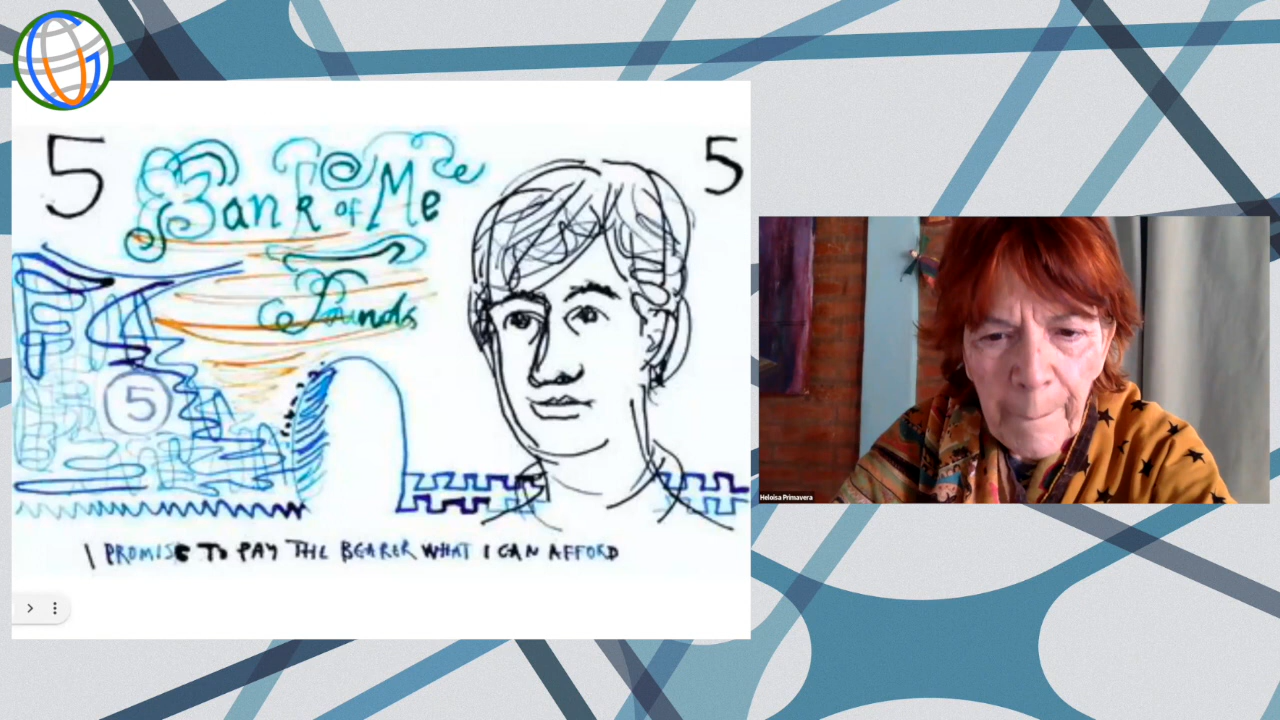 5
5
Bank of Me
Pounds
5
I PROMISE TO PAY THE BEARER WHAT I CAN AFFORD
Heloisa Primavera